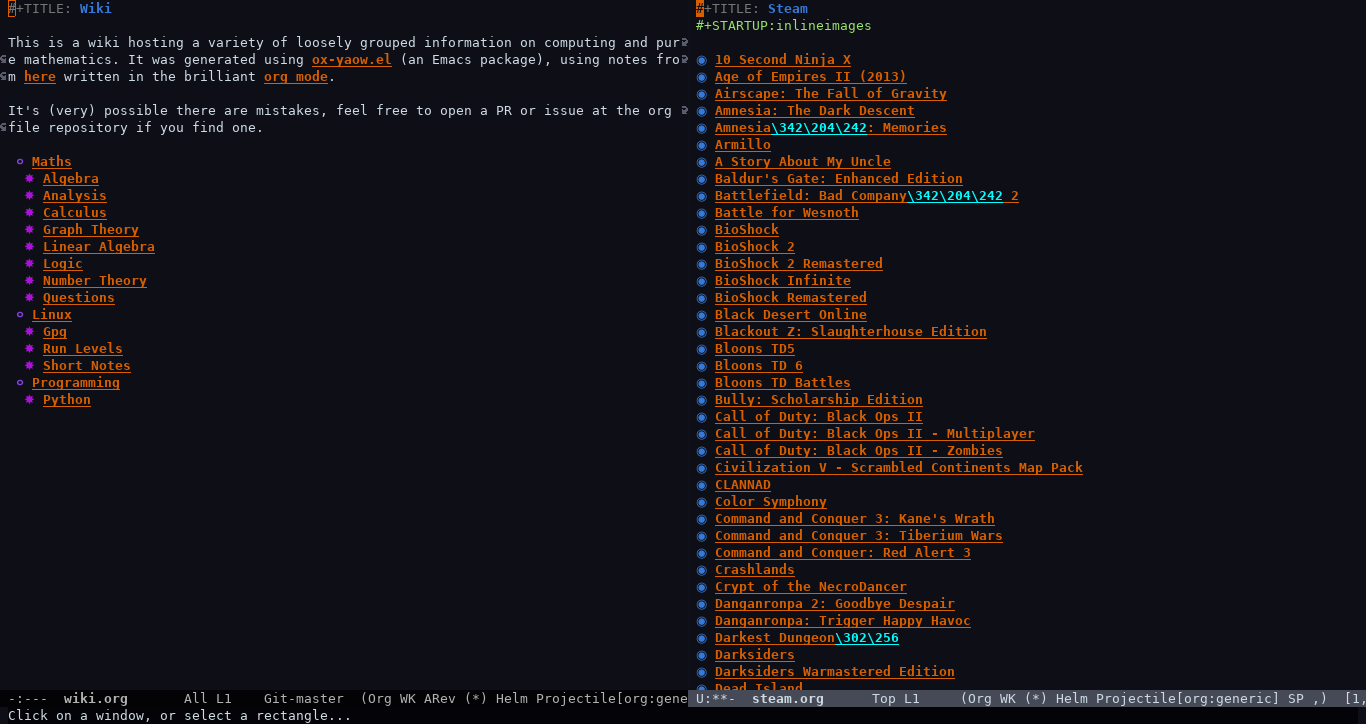 #+TITLE: Wiki
This is a wiki hosting a variety of loosely grouped information on computing and pur
e mathematics. It was generated using ox-yaow.el (an Emacs package), using notes fro
m here written in the brilliant org mode.
It's (very) possible there are mistakes, feel free to open a PR or issue at the org
file repository if you find one.
Maths
Algebra
Analysis
Calculus
Graph Theory
Linear Algebra
Logic
Number Theory
Questions
Linux
Gpg
Run Levels
Short Notes
Programming
Python
-:---  wiki.org       All L1    Git-master  (Org WK ARev (*) Helm Projectile[org:gene
Click on a window, or select a rectangle...
#+TITLE: Steam
#+STARTUP:inlineimages
10 Second Ninja X
Age of Empires II (2013)
Airscape: The Fall of Gravity
Amnesia: The Dark Descent
Amnesia\342\204\242: Memories
Armillo
A Story About My Uncle
Baldur's Gate: Enhanced Edition
Battlefield: Bad Company\342\204\242 2
Battle for Wesnoth
BioShock
BioShock 2
BioShock 2 Remastered
BioShock Infinite
BioShock Remastered
Black Desert Online
Blackout Z: Slaughterhouse Edition
Bloons TD5
Bloons TD 6
Bloons TD Battles
Bully: Scholarship Edition
Call of Duty: Black Ops II
Call of Duty: Black Ops II - Multiplayer
Call of Duty: Black Ops II - Zombies
Civilization V - Scrambled Continents Map Pack
CLANNAD
Color Symphony
Command and Conquer 3: Kane's Wrath
Command and Conquer 3: Tiberium Wars
Command and Conquer: Red Alert 3
Crashlands
Crypt of the NecroDancer
Danganronpa 2: Goodbye Despair
Danganronpa: Trigger Happy Havoc
Darkest Dungeon\302\256
Darksiders
Darksiders Warmastered Edition
Dead Island
U:**-  steam.org      Top L1     (Org WK (*) Helm Projectile[org:generic] SP ,)  [1,